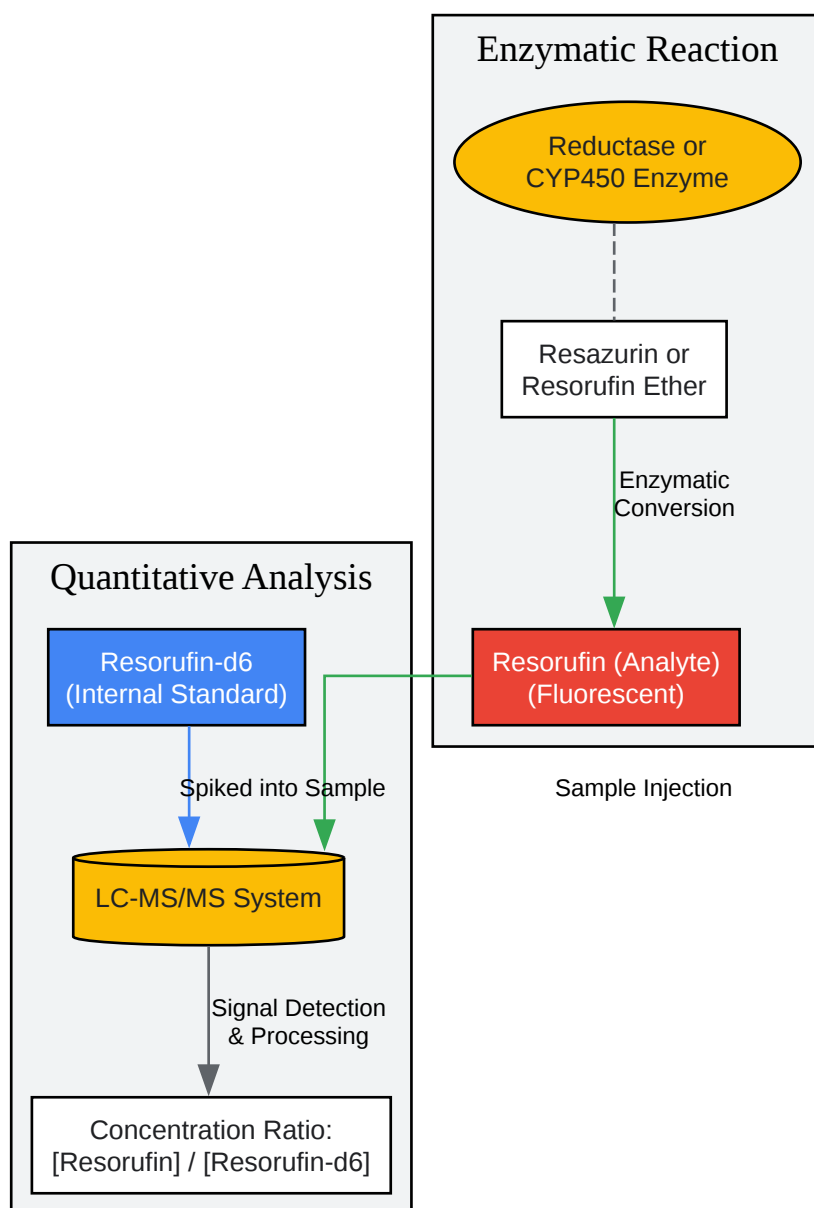 Enzymatic Reaction
Reductase or
CYP450 Enzyme
Resazurin or
Resorufin Ether
Enzymatic
Conversion
Resorufin (Analyte)
(Fluorescent)
Sample Injection
Quantitative Analysis
Resorufin-d6
(Internal Standard)
Spiked into Sample
LC-MS/MS System
Signal Detection
& Processing
Concentration Ratio:
[Resorufin] / [Resorufin-d6]